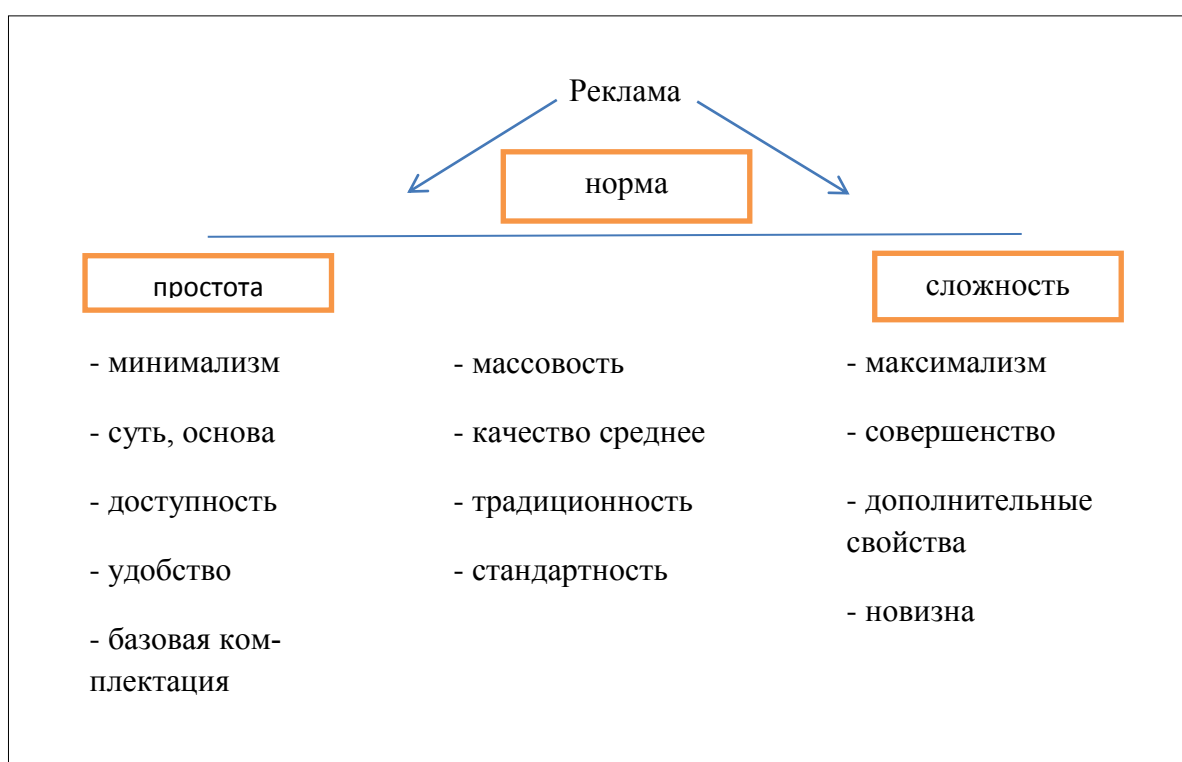 Реклама
норма
простота
сложность
- минимализм
- суть, основа
- доступность
- удобство
- базовая ком-
плектация
- массовость
- качество среднее
- традиционность
- стандартность
- максимализм
- совершенство
- дополнительные
свойства
- новизна